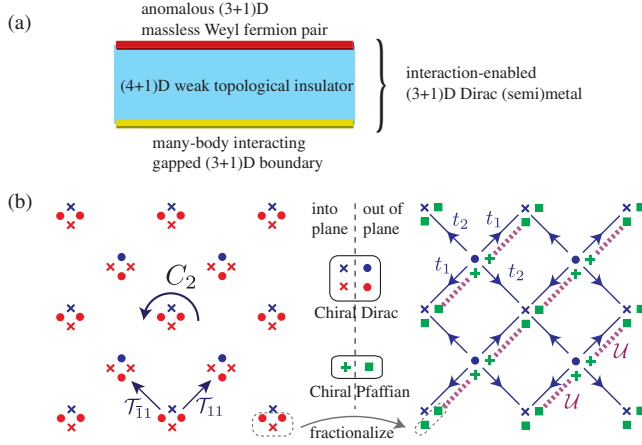 (a)
anomalous (3+1)D
massless Weyl fermion pair
(4+1)D weak topological insulator
many-body interacting
gapped (3+1)D boundary
interaction-enabled
(3+1)D Dirac (semi)metal
(b)
C₂
𝒯₁̄₁
𝒯₁₁
into
plane
out of
plane
Chiral Dirac
Chiral Pfaffian
fractionalize
t₂
t₁
t₁
t₂
𝒰
𝒰